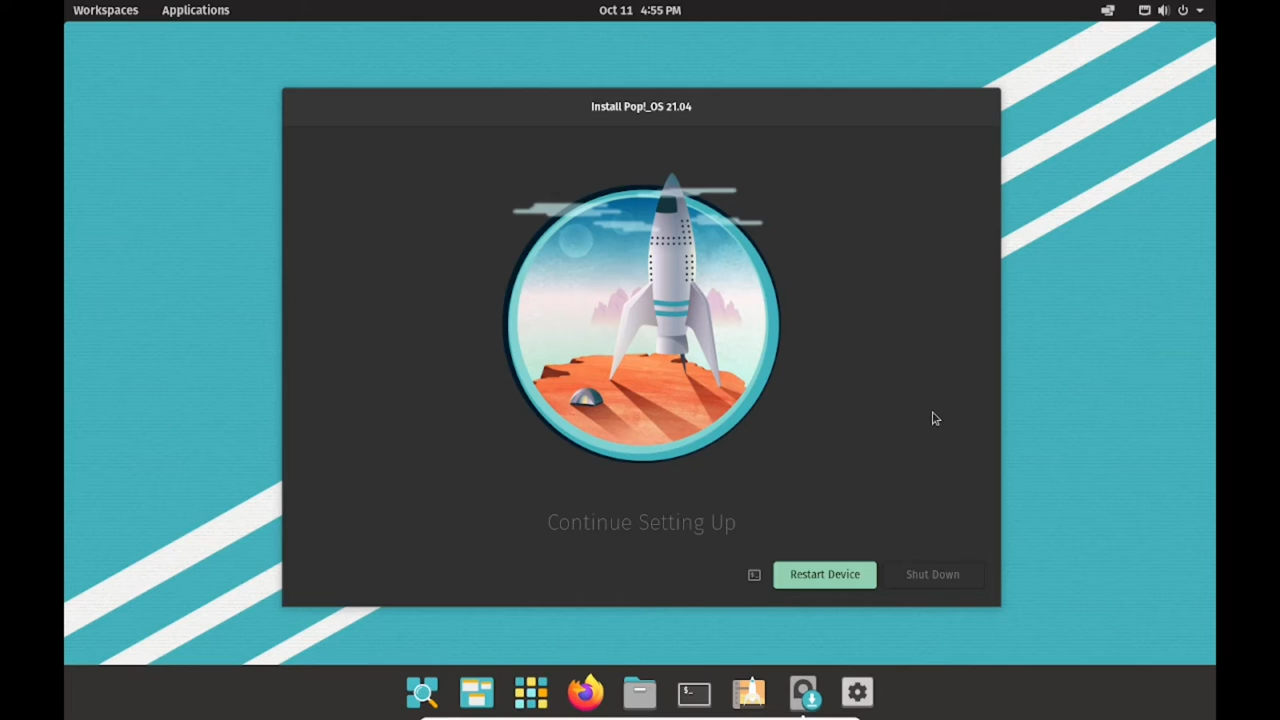 Workspaces Applications Oct 11 4:55 PM
Install Pop!_OS 21.04
Continue Setting Up
Restart Device Shut Down